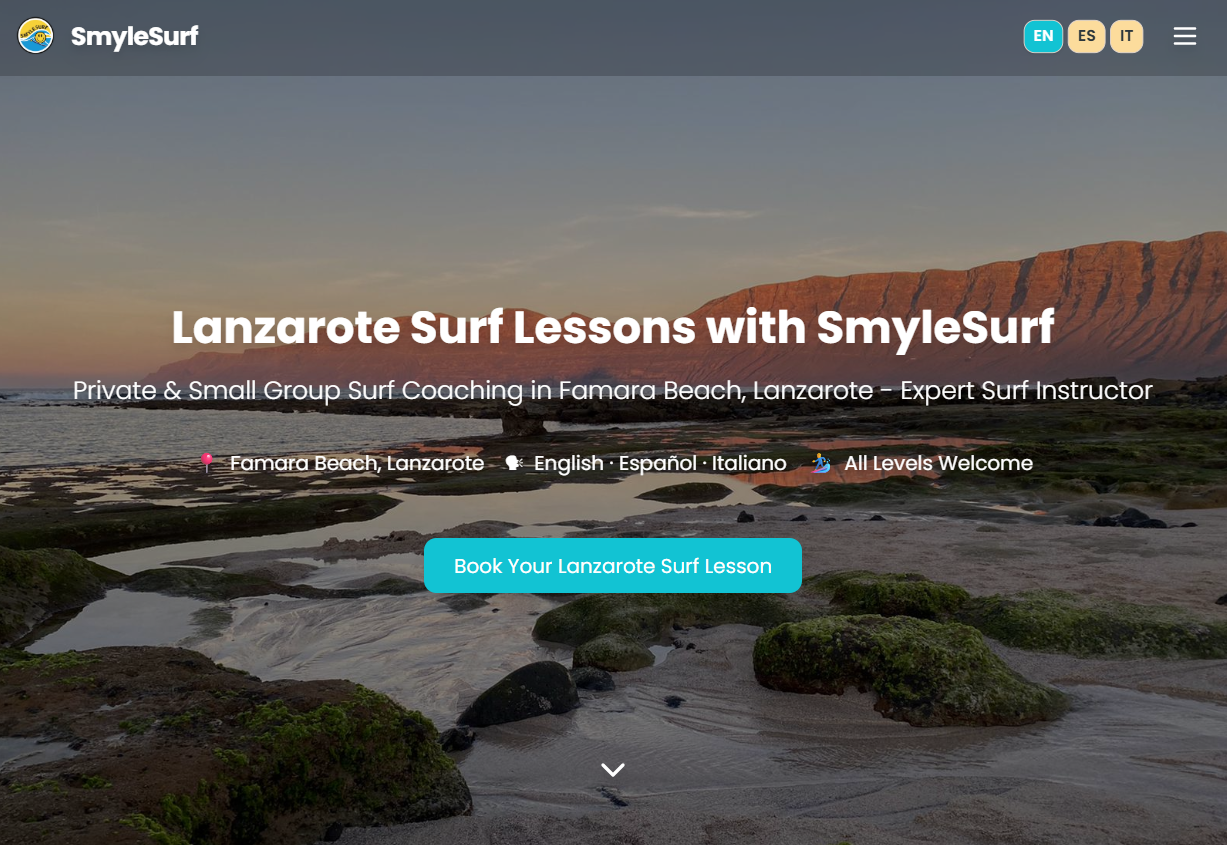 SmyleSurf
EN ES IT
Lanzarote Surf Lessons with SmyleSurf
Private & Small Group Surf Coaching in Famara Beach, Lanzarote - Expert Surf Instructor
Famara Beach, Lanzarote English · Español · Italiano All Levels Welcome
Book Your Lanzarote Surf Lesson